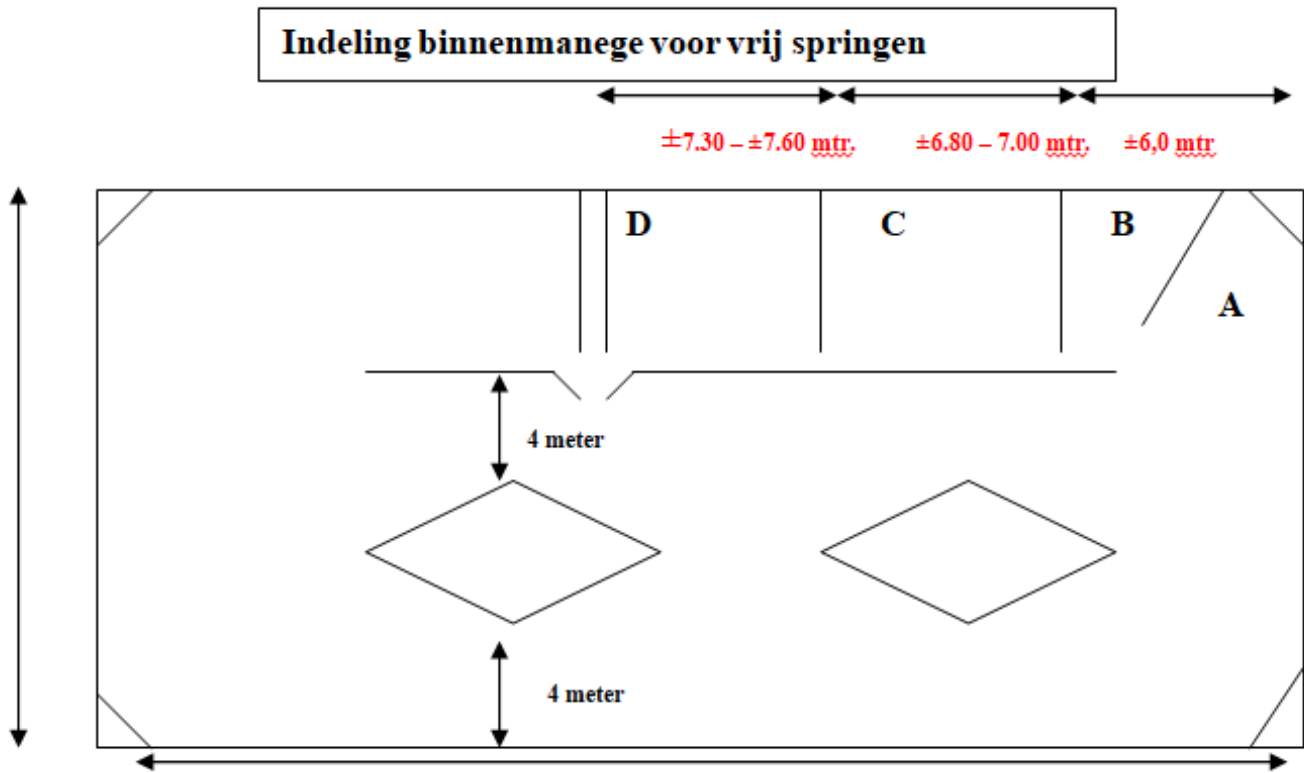 Indeling binnenmanege voor vrij springen
±7.30 – ±7.60 mtr. ±6.80 – 7.00 mtr. ±6,0 mtr
D C B
A
4 meter
4 meter